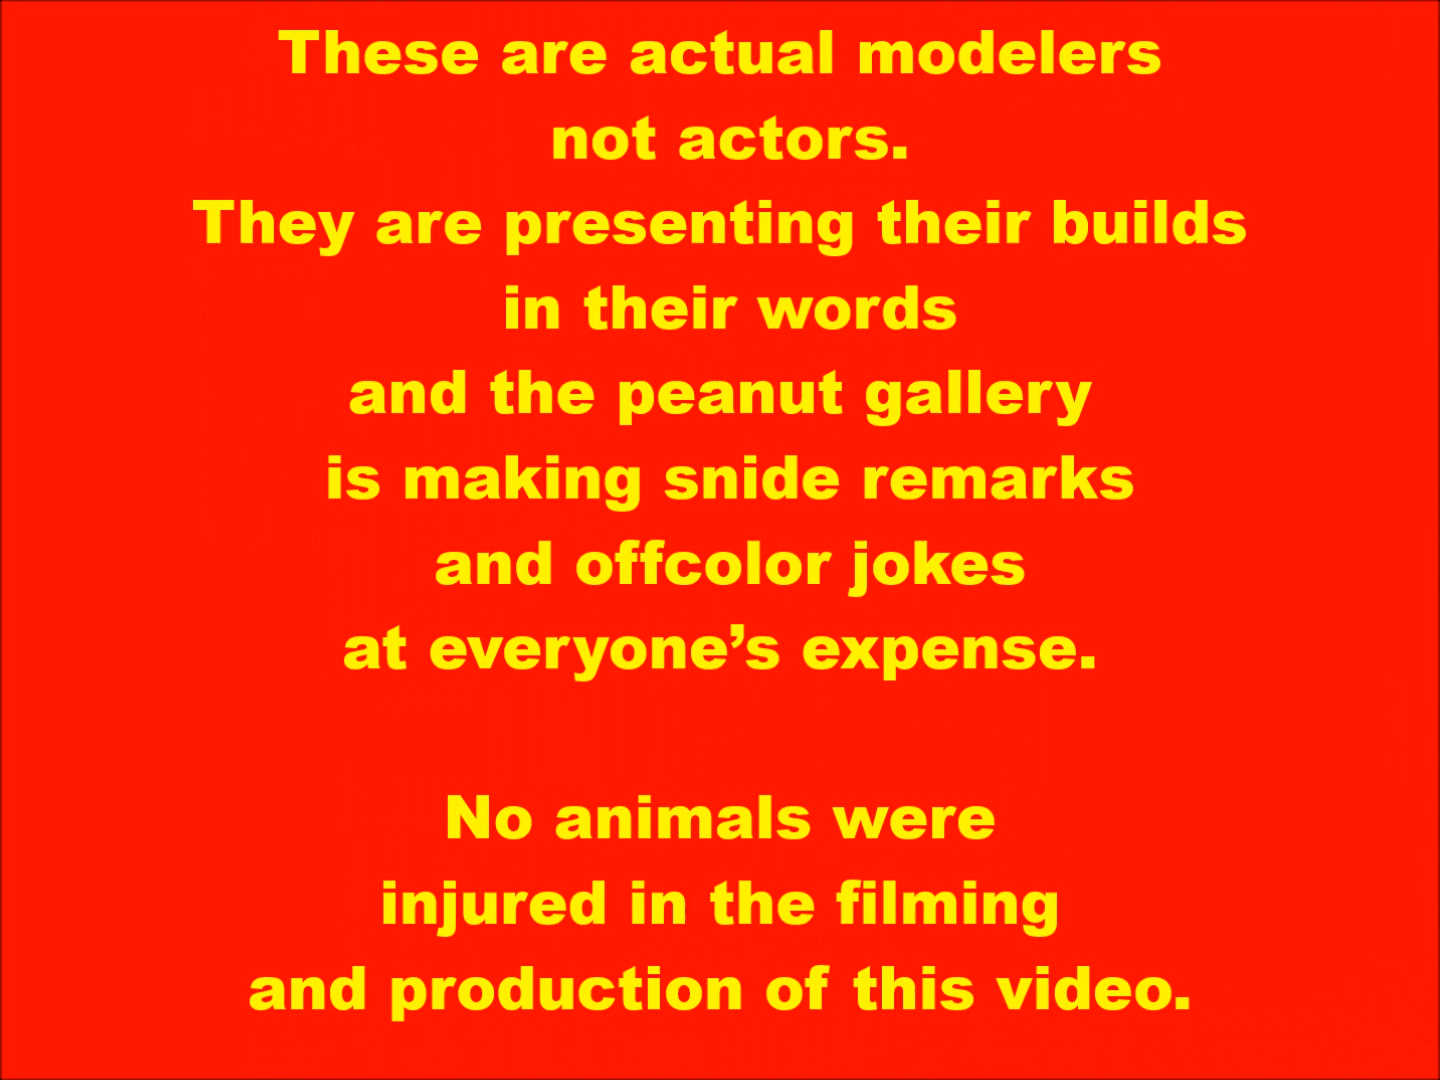 These are actual modelers
not actors.
They are presenting their builds
in their words
and the peanut gallery
is making snide remarks
and offcolor jokes
at everyone’s expense.
No animals were
injured in the filming
and production of this video.